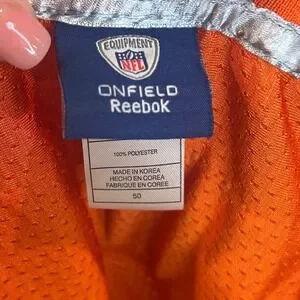 EQUIPMENT
NFL
ONFIELD
Reebok
100% POLYESTER
MADE IN KOREA
HECHO EN COREA
FABRIQUE EN COREE
50